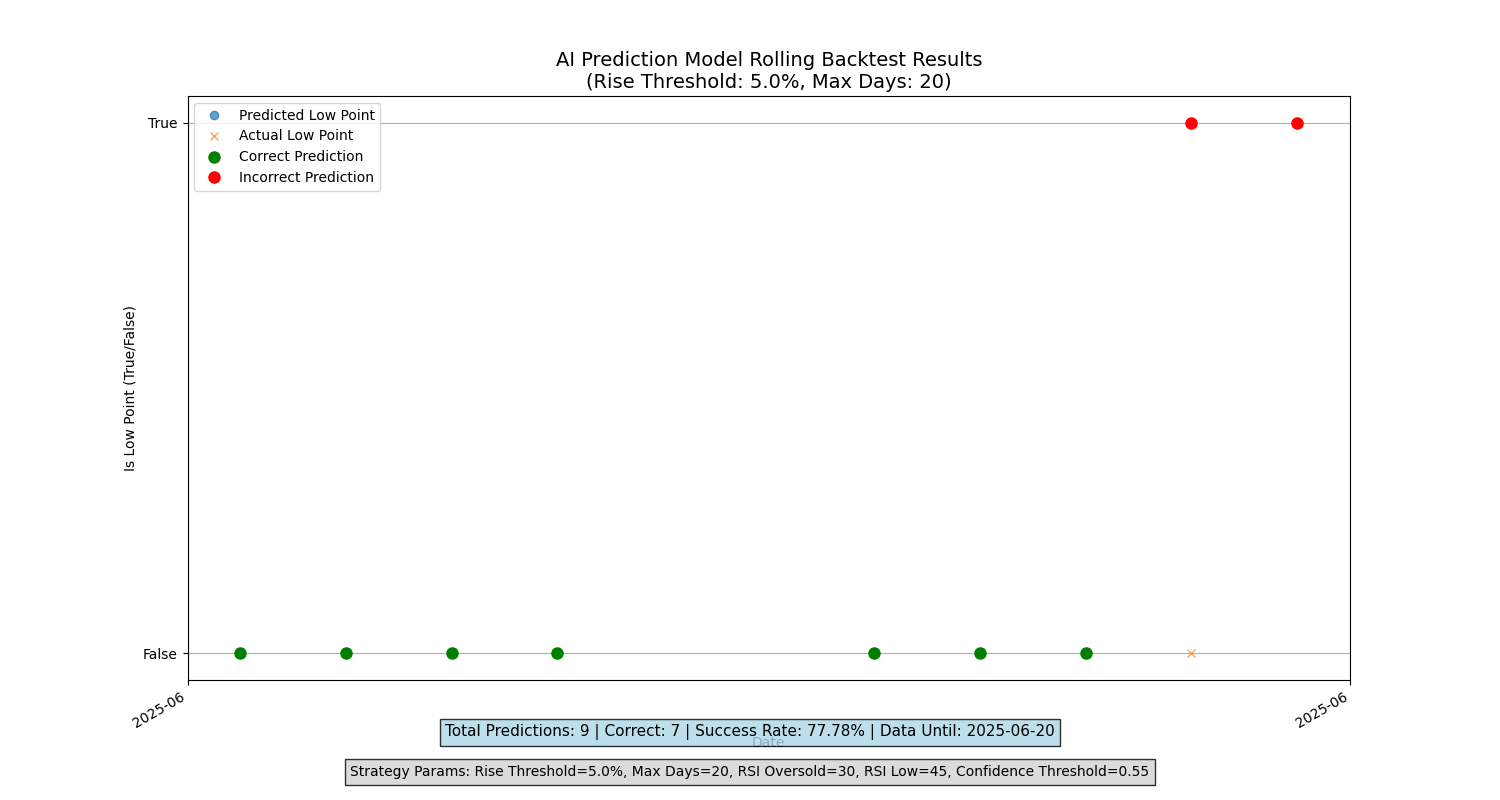 AI Prediction Model Rolling Backtest Results
(Rise Threshold: 5.0%, Max Days: 20)
Predicted Low Point
Actual Low Point
Correct Prediction
Incorrect Prediction
True
Is Low Point (True/False)
False
2025-06
2025-06
Total Predictions: 9 | Correct: 7 | Success Rate: 77.78% | Data Until: 2025-06-20
Date
Strategy Params: Rise Threshold=5.0%, Max Days=20, RSI Oversold=30, RSI Low=45, Confidence Threshold=0.55